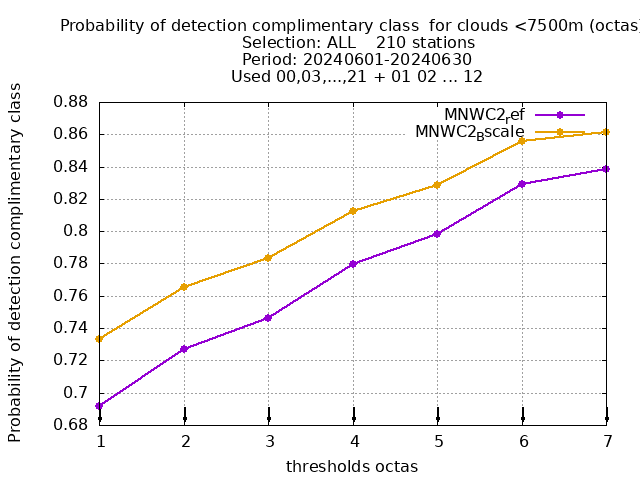 Probability of detection complimentary class  for clouds <7500m (octas)
Selection: ALL    210 stations
Period: 20240601-20240630
Used 00,03,...,21 + 01 02 ... 12
Probability of detection complimentary class
0.88
0.86
0.84
0.82
0.8
0.78
0.76
0.74
0.72
0.7
0.68
MNWC2ref
MNWC2Bscale
1 2 3 4 5 6 7
thresholds octas